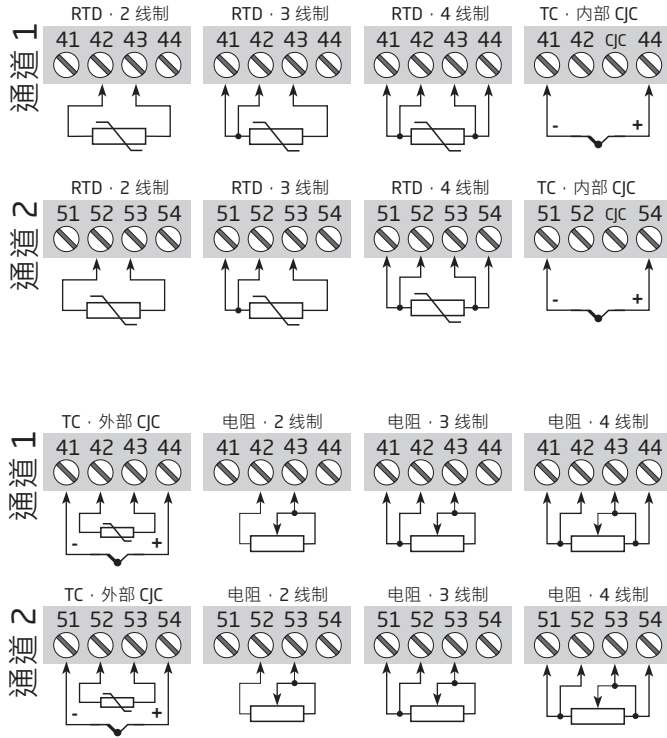 通道 1
RTD · 2 线制 RTD · 3 线制 RTD · 4 线制 TC · 内部 CJC
41 42 43 44 41 42 43 44 41 42 43 44 41 42 CJC 44
- +
通道 2
RTD · 2 线制 RTD · 3 线制 RTD · 4 线制 TC · 内部 CJC
51 52 53 54 51 52 53 54 51 52 53 54 51 52 CJC 54
- +
通道 1
TC · 外部 CJC 电阻 · 2 线制 电阻 · 3 线制 电阻 · 4 线制
41 42 43 44 41 42 43 44 41 42 43 44 41 42 43 44
- +
通道 2
TC · 外部 CJC 电阻 · 2 线制 电阻 · 3 线制 电阻 · 4 线制
51 52 53 54 51 52 53 54 51 52 53 54 51 52 53 54
- +